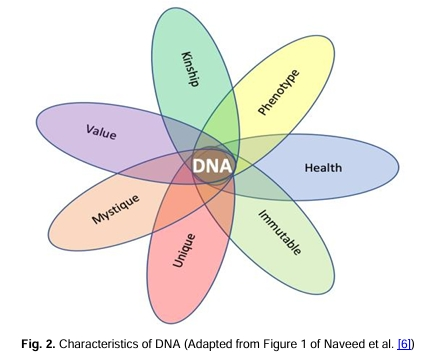 Kinship
Phenotype
Value
DNA
Health
Mystique
Immutable
Unique
Fig. 2. Characteristics of DNA (Adapted from Figure 1 of Naveed et al. [6])